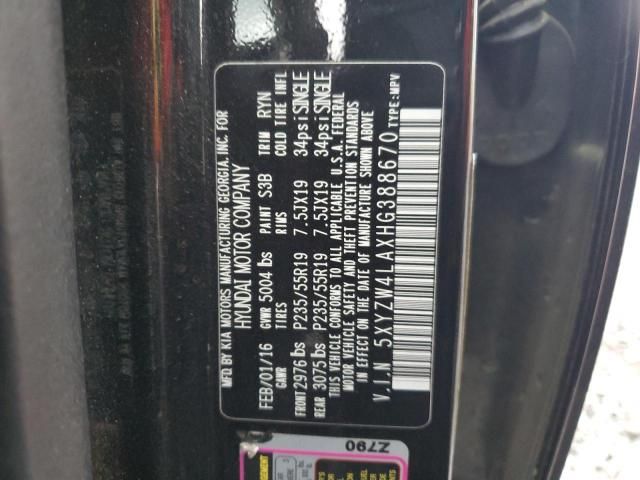 MFD BY KIA MOTORS MANUFACTURING GEORGIA, INC. FOR
HYUNDAI MOTOR COMPANY
FEB/01/16 GVWR 5004 lbs PAINT S3B TRIM RYN
GAWR TIRES RIMS COLD TIRE INFL
FRONT 2976 lbs P235/55R19 7.5JX19 34psi SINGLE
REAR 3075 lbs P235/55R19 7.5JX19 34psi SINGLE
THIS VEHICLE CONFORMS TO ALL APPLICABLE U.S.A. FEDERAL
MOTOR VEHICLE SAFETY AND THEFT PREVENTION STANDARDS
IN EFFECT ON THE DATE OF MANUFACTURE SHOWN ABOVE
V.I.N 5XYZW4LAXHG388670 TYPE:MPV
Z790